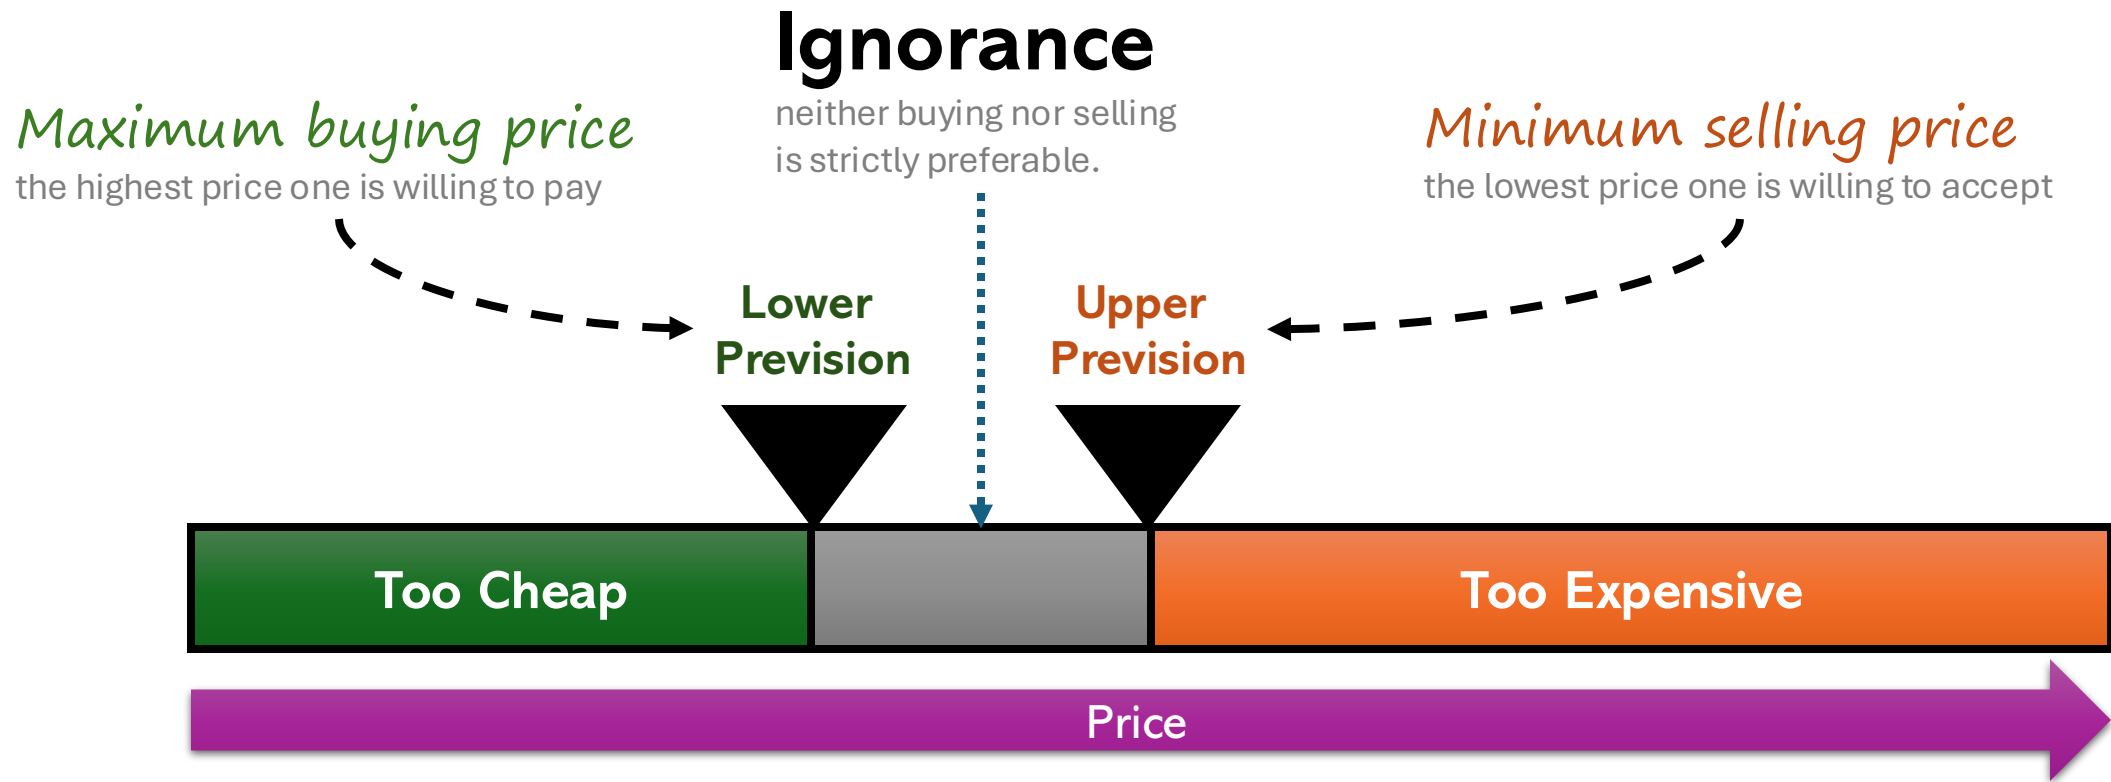 Ignorance
neither buying nor selling
is strictly preferable.
Maximum buying price
the highest price one is willing to pay
Minimum selling price
the lowest price one is willing to accept
Lower
Prevision
Upper
Prevision
Too Cheap
Too Expensive
Price